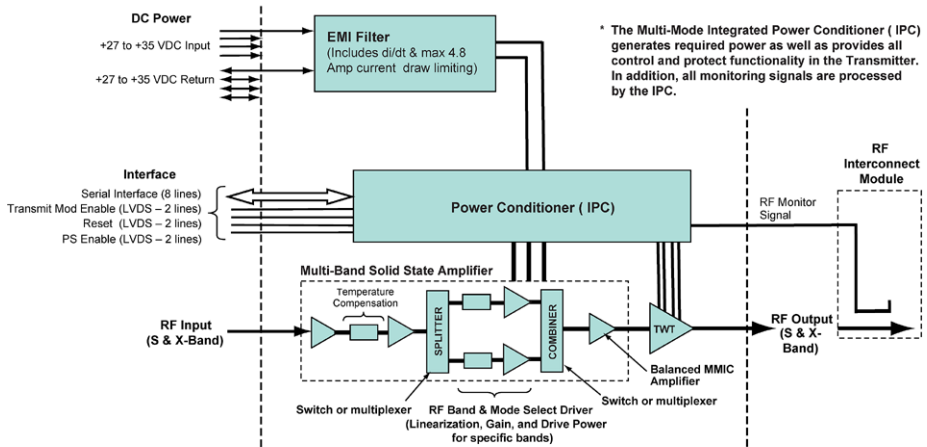 DC Power
+27 to +35 VDC Input
+27 to +35 VDC Return
EMI Filter
(Includes di/dt & max 4.8
Amp current draw limiting)
* The Multi-Mode Integrated Power Conditioner ( IPC)
generates required power as well as provides all
control and protect functionality in the Transmitter.
In addition, all monitoring signals are processed
by the IPC.
Interface
Serial Interface (8 lines)
Transmit Mod Enable (LVDS – 2 lines)
Reset (LVDS – 2 lines)
PS Enable (LVDS – 2 lines)
Power Conditioner ( IPC)
RF Monitor
Signal
RF
Interconnect
Module
Multi-Band Solid State Amplifier
Temperature
Compensation
RF Input
(S & X-Band)
SPLITTER
COMBINER
TWT
RF Output
(S & X-
Band)
Balanced MMIC
Amplifier
Switch or multiplexer
RF Band & Mode Select Driver
(Linearization, Gain, and Drive Power
for specific bands)
Switch or multiplexer